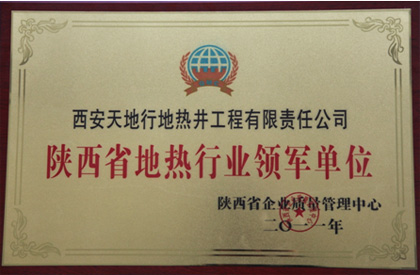 西安天地行地热井工程有限责任公司
陕西省地热行业领军单位
陕西省企业质量管理中心
二〇一一年